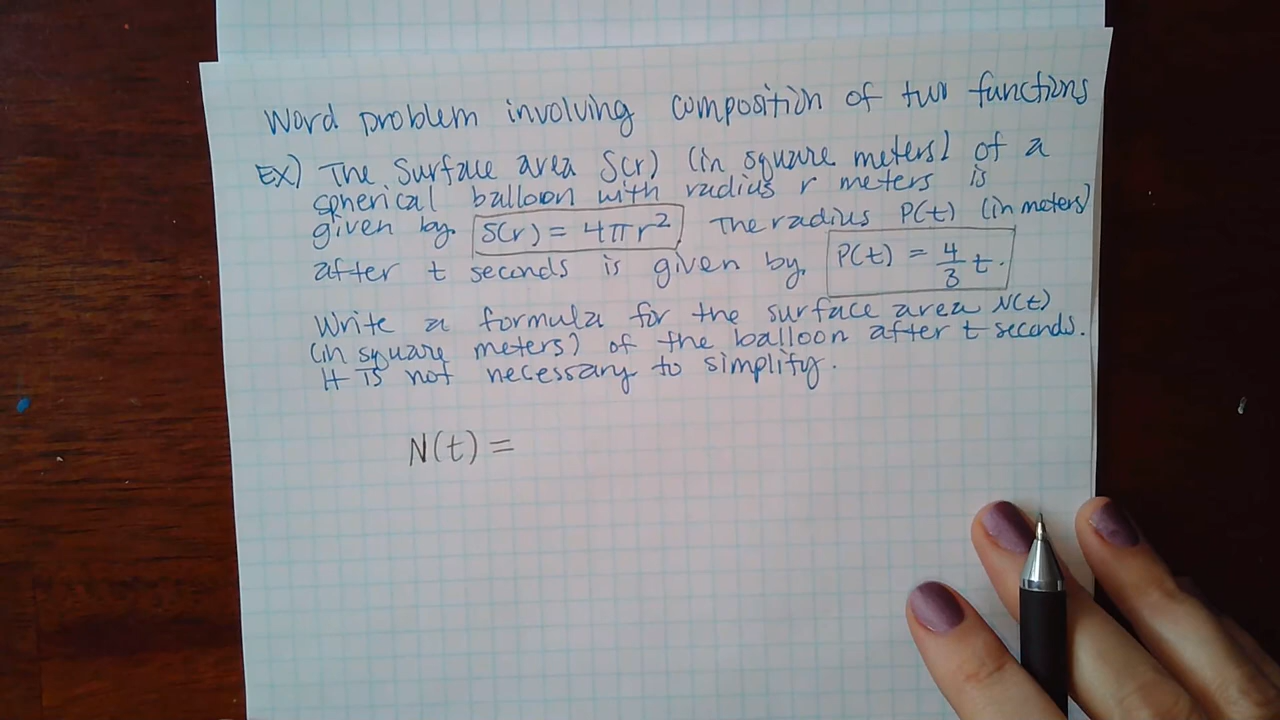 Word problem involving composition of two functions
EX) The Surface area S(r) (in square meters) of a
spherical balloon with radius r meters is
given by S(r) = 4πr². The radius P(t) (in meters)
after t seconds is given by P(t) = 4/3 t.
Write a formula for the surface area N(t)
(in square meters) of the balloon after t seconds.
It is not necessary to simplify.
N(t) =